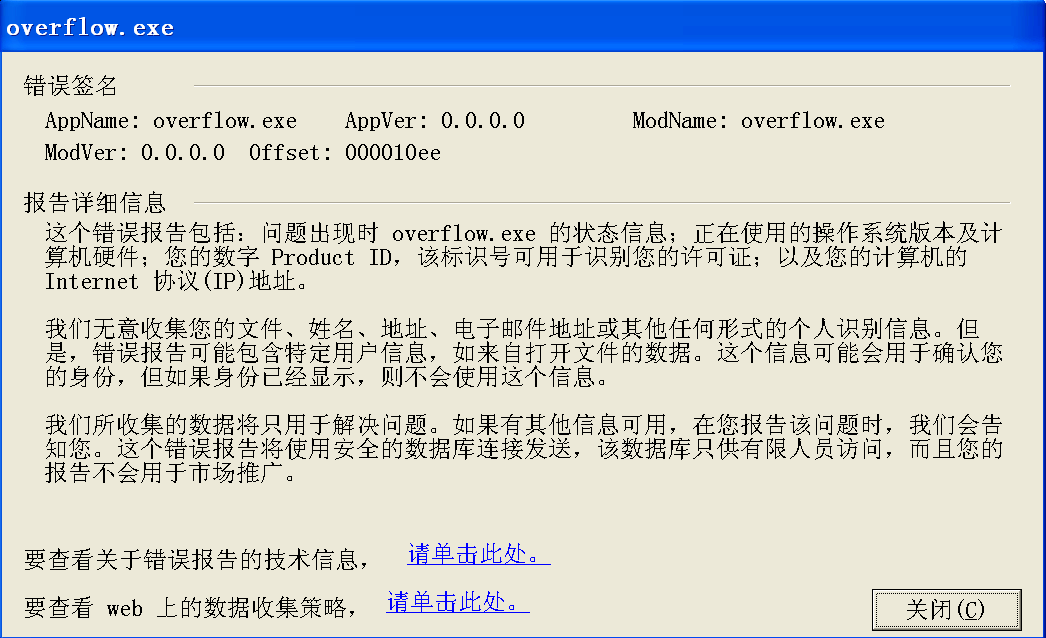 overflow.exe
错误签名
AppName: overflow.exe    AppVer: 0.0.0.0    ModName: overflow.exe
ModVer: 0.0.0.0  Offset: 000010ee
报告详细信息
这个错误报告包括: 问题出现时 overflow.exe 的状态信息; 正在使用的操作系统版本及计
算机硬件; 您的数字 Product ID, 该标识号可用于识别您的许可证; 以及您的计算机的
Internet 协议(IP)地址。
我们无意收集您的文件、姓名、地址、电子邮件地址或其他任何形式的个人识别信息。但
是, 错误报告可能包含特定用户信息, 如来自打开文件的数据。这个信息可能会用于确认您
的身份, 但如果身份已经显示, 则不会使用这个信息。
我们所收集的数据将只用于解决问题。如果有其他信息可用, 在您报告该问题时, 我们会告
知您。这个错误报告将使用安全的数据库连接发送, 该数据库只供有限人员访问, 而且您的
报告不会用于市场推广。
要查看关于错误报告的技术信息, 请单击此处。
要查看 web 上的数据收集策略, 请单击此处。
关闭(C)